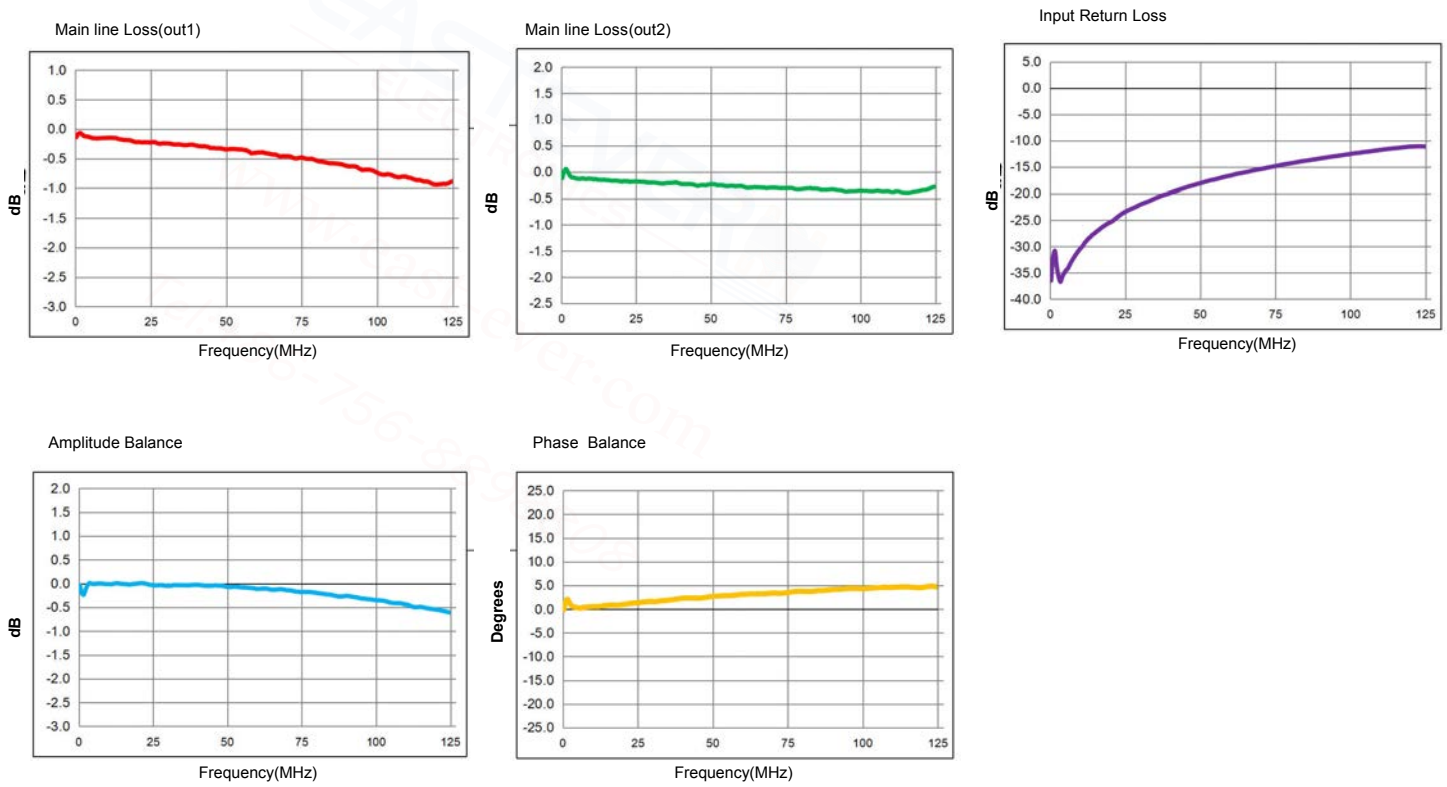 Main line Loss(out1)
1.0
0.5
0.0
-0.5
-1.0
-1.5
-2.0
-2.5
-3.0
dB
0 25 50 75 100 125
Frequency(MHz)
Main line Loss(out2)
2.0
1.5
1.0
0.5
0.0
-0.5
-1.0
-1.5
-2.0
-2.5
dB
0 25 50 75 100 125
Frequency(MHz)
Input Return Loss
5.0
0.0
-10.0
-15.0
-20.0
-25.0
-30.0
-35.0
-40.0
dB
0 25 50 75 100 125
Frequency(MHz)
Amplitude Balance
2.0
1.5
1.0
0.5
0.0
-0.5
-1.0
-1.5
-2.0
-2.5
-3.0
dB
0 25 50 75 100 125
Frequency(MHz)
Phase Balance
25.0
20.0
15.0
10.0
5.0
0.0
-5.0
-10.0
-15.0
-20.0
-25.0
Degrees
0 25 50 75 100 125
Frequency(MHz)